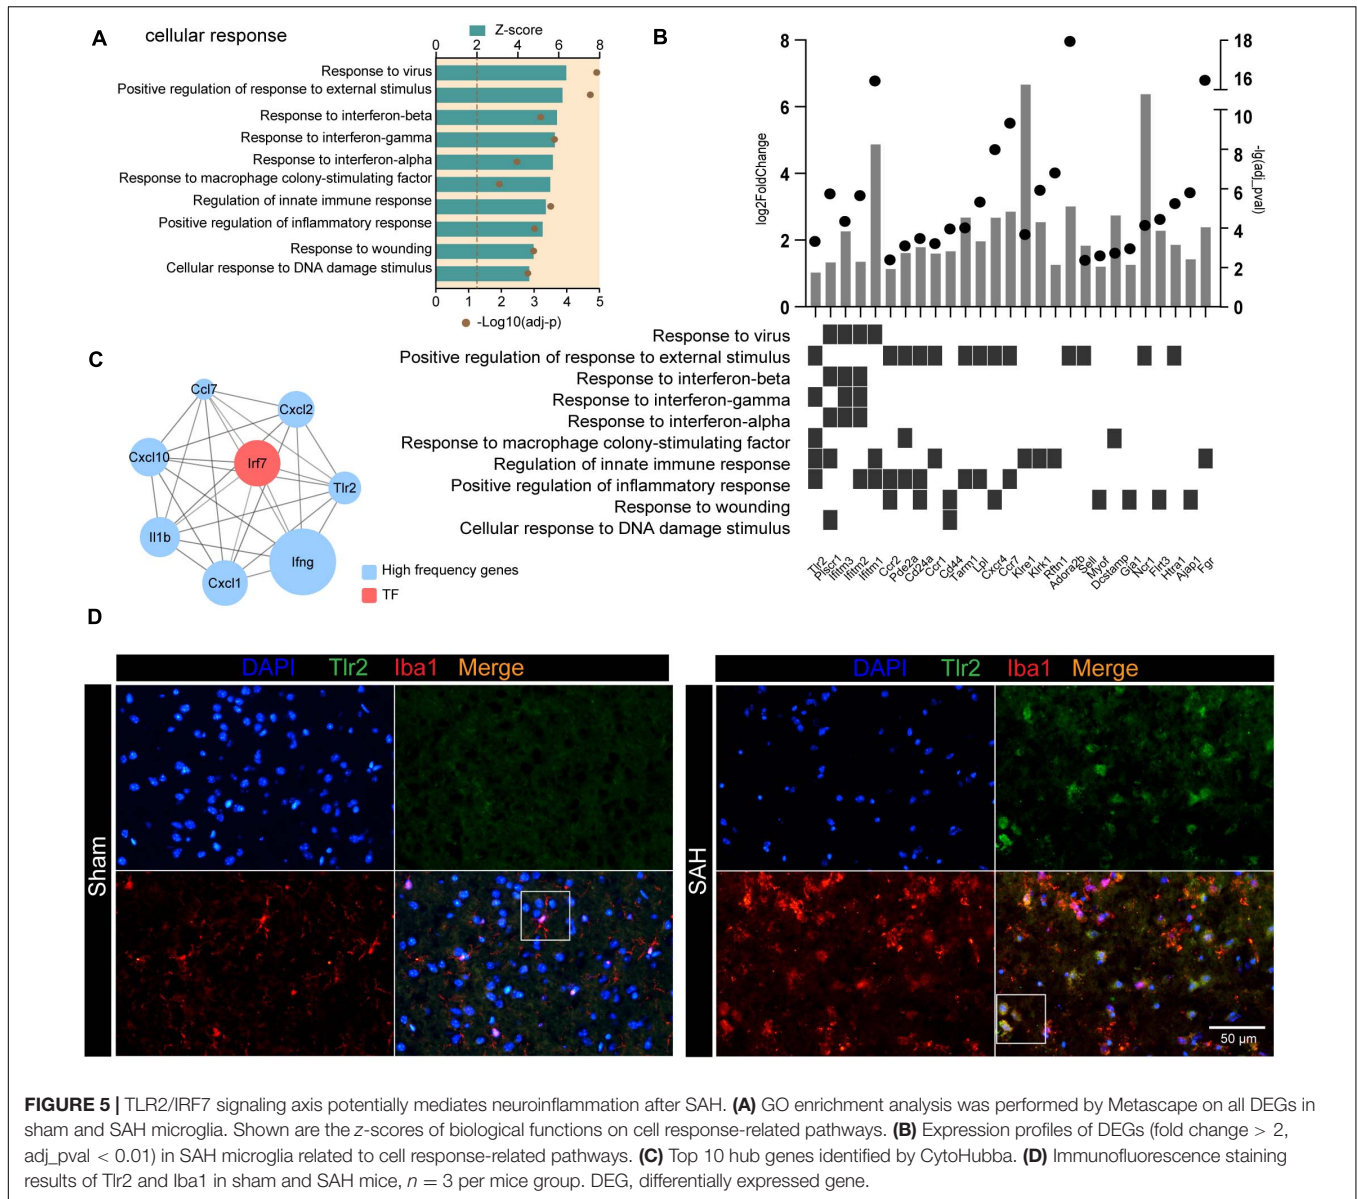 A
cellular response
Z-score
0 2 4 6 8
Response to virus
Positive regulation of response to external stimulus
Response to interferon-beta
Response to interferon-gamma
Response to interferon-alpha
Response to macrophage colony-stimulating factor
Regulation of innate immune response
Positive regulation of inflammatory response
Response to wounding
Cellular response to DNA damage stimulus
0 1 2 3 4 5
-Log10(adj-p)
B
8
6
4
2
0
log2FoldChange
18
16
10
8
6
4
2
0
-lg(adj_pval)
Response to virus
Positive regulation of response to external stimulus
Response to interferon-beta
Response to interferon-gamma
Response to interferon-alpha
Response to macrophage colony-stimulating factor
Regulation of innate immune response
Positive regulation of inflammatory response
Response to wounding
Cellular response to DNA damage stimulus
Tlr2
Plscr1
Ifitm3
Ifitm2
Ifitm1
Ccr2
Pde2a
Cd24a
Ccr1
Cd44
Tarm1
Lpl
Cxcr4
Ccr7
Klre1
Klrk1
Rftn1
Adora2b
Sell
Myof
Dcstamp
Gja1
Ncr1
Flrt3
Htra1
Ajap1
Fgr
C
Ccl7
Cxcl2
Cxcl10
Irf7
Tlr2
Il1b
Ifng
Cxcl1
High frequency genes
TF
D
DAPI Tlr2 Iba1 Merge
Sham
DAPI Tlr2 Iba1 Merge
SAH
50 µm
FIGURE 5 | TLR2/IRF7 signaling axis potentially mediates neuroinflammation after SAH. (A) GO enrichment analysis was performed by Metascape on all DEGs in
sham and SAH microglia. Shown are the z-scores of biological functions on cell response-related pathways. (B) Expression profiles of DEGs (fold change > 2,
adj_pval < 0.01) in SAH microglia related to cell response-related pathways. (C) Top 10 hub genes identified by CytoHubba. (D) Immunofluorescence staining
results of Tlr2 and Iba1 in sham and SAH mice, n = 3 per mice group. DEG, differentially expressed gene.